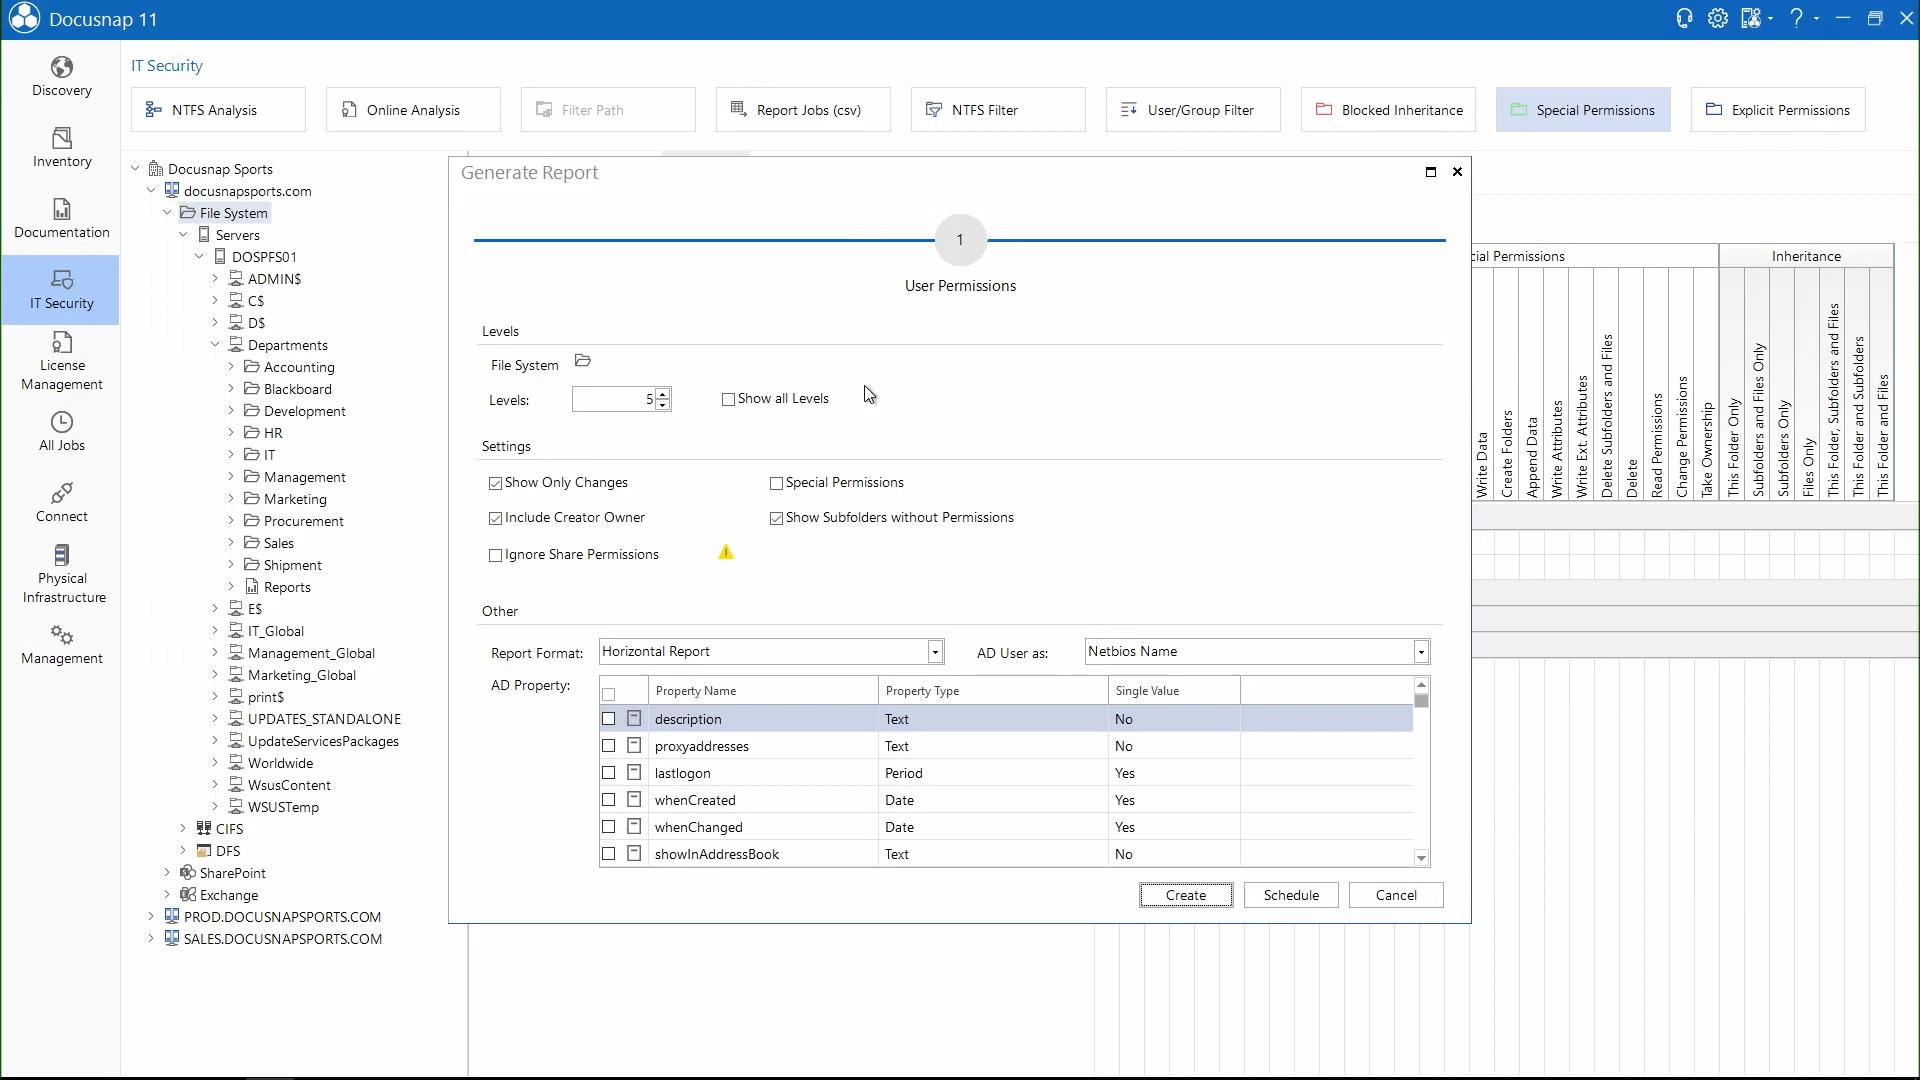 Docusnap 11
Discovery
Inventory
Documentation
IT Security
License
Management
All Jobs
Connect
Physical
Infrastructure
Management
IT Security
NTFS Analysis
Online Analysis
Filter Path
Report Jobs (csv)
NTFS Filter
User/Group Filter
Blocked Inheritance
Special Permissions
Explicit Permissions
Docusnap Sports
docusnapsports.com
File System
Servers
DOSPFS01
ADMIN$
C$
D$
Departments
Accounting
Blackboard
Development
HR
IT
Management
Marketing
Procurement
Sales
Shipment
Reports
E$
IT_Global
Management_Global
Marketing_Global
print$
UPDATES_STANDALONE
UpdateServicesPackages
Worldwide
WsusContent
WSUSTemp
CIFS
DFS
SharePoint
Exchange
PROD.DOCUSNAPSPORTS.COM
SALES.DOCUSNAPSPORTS.COM
Generate Report
1
User Permissions
Levels
File System
Levels: 5 Show all Levels
Settings
Show Only Changes Special Permissions
Include Creator Owner Show Subfolders without Permissions
Ignore Share Permissions
Other
Report Format: Horizontal Report AD User as: Netbios Name
AD Property:
Property Name Property Type Single Value
description Text No
proxyaddresses Text No
lastlogon Period Yes
whenCreated Date Yes
whenChanged Date Yes
showInAddressBook Text No
Create Schedule Cancel
cial Permissions Inheritance
Write Data
Create Folders
Append Data
Write Attributes
Write Ext. Attributes
Delete Subfolders and Files
Delete
Read Permissions
Change Permissions
Take Ownership
This Folder Only
Subfolders and Files Only
Subfolders Only
Files Only
This Folder, Subfolders and Files
This Folder and Subfolders
This Folder and Files